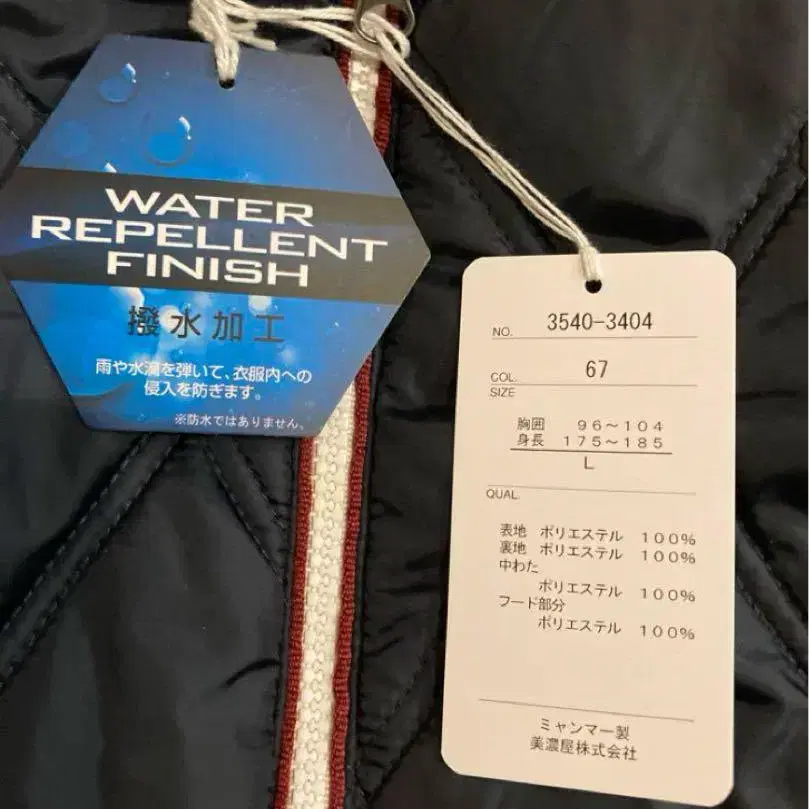 WATER
REPELLENT
FINISH
撥水加工
雨や水滴を弾いて、衣服内への
侵入を防ぎます。
※防水ではありません。
NO. 3540-3404
COL. 67
SIZE
胸囲 96~104
身長 175~185
L
QUAL.
表地 ポリエステル 100%
裏地 ポリエステル 100%
中わた
ポリエステル 100%
フード部分
ポリエステル 100%
ミャンマー製
美濃屋株式会社